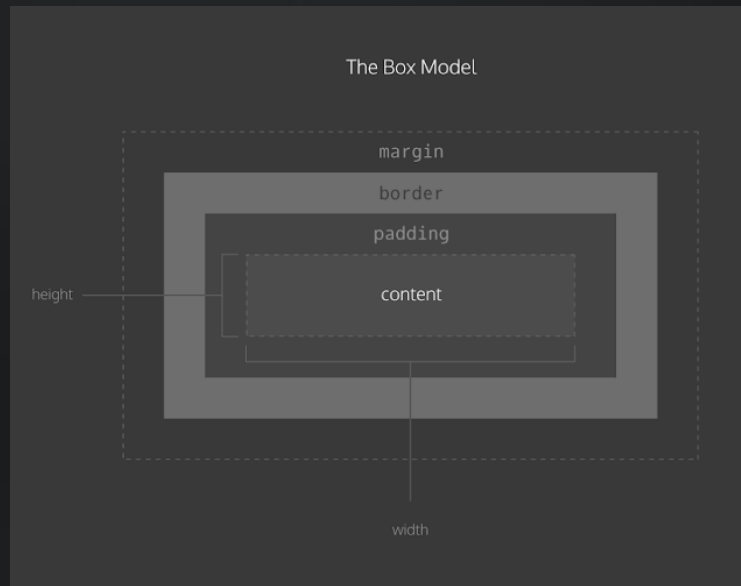 The Box Model
margin
border
padding
content
height
width